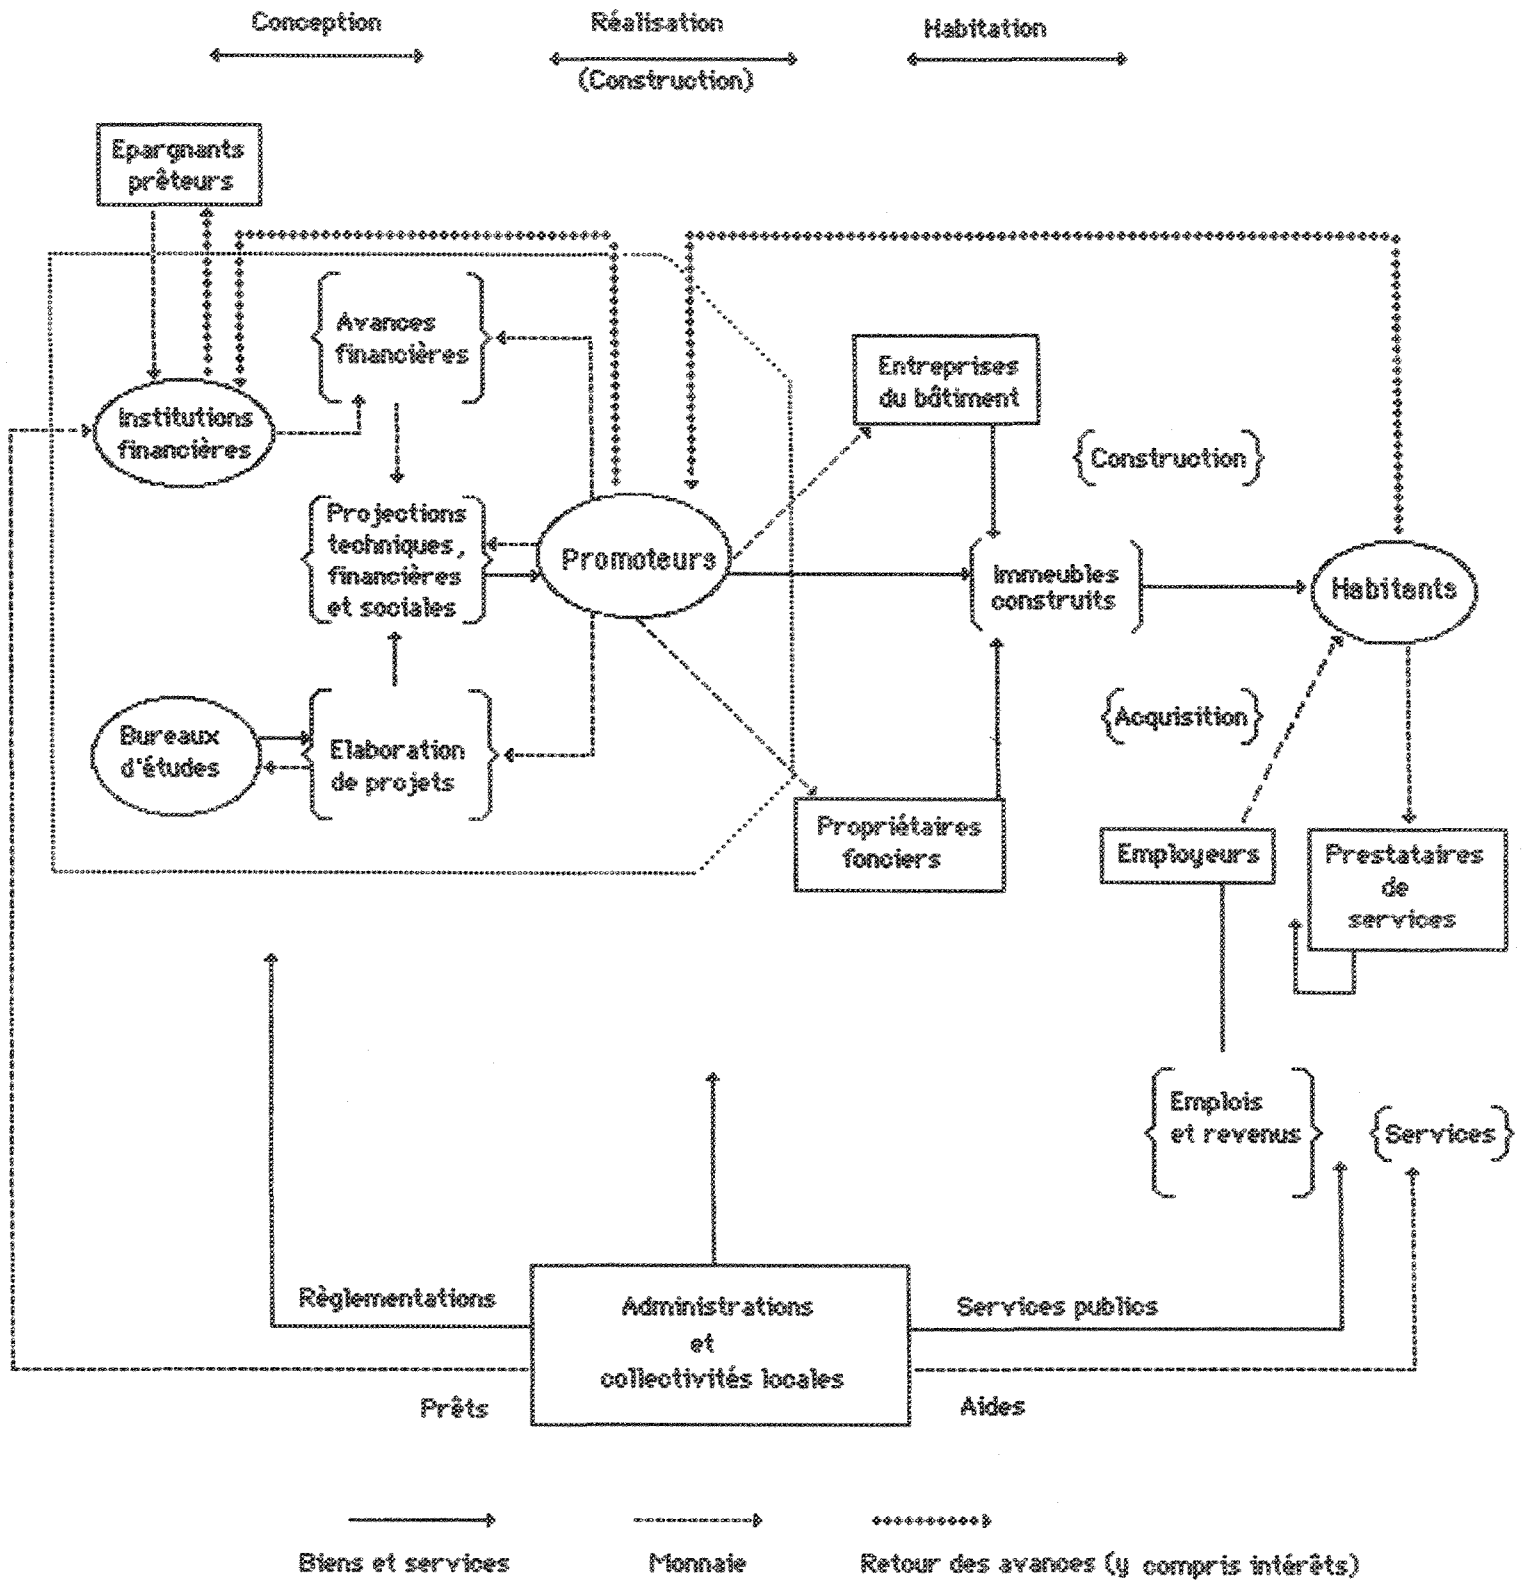 Conception
Réalisation
(Construction)
Habitation
Epargnants
prêteurs
Avances
financières
Institutions
financières
Entreprises
du bâtiment
Construction
Projections
techniques,
financières
et sociales
Promoteurs
Immeubles
construits
Habitants
Bureaux
d'études
Elaboration
de projets
Acquisition
Propriétaires
fonciers
Employeurs
Prestataires
de
services
Emplois
et revenus
Services
Règlementations
Administrations
et
collectivités locales
Services publics
Prêts
Aides
Biens et services
Monnaie
Retour des avances (y compris intérêts)